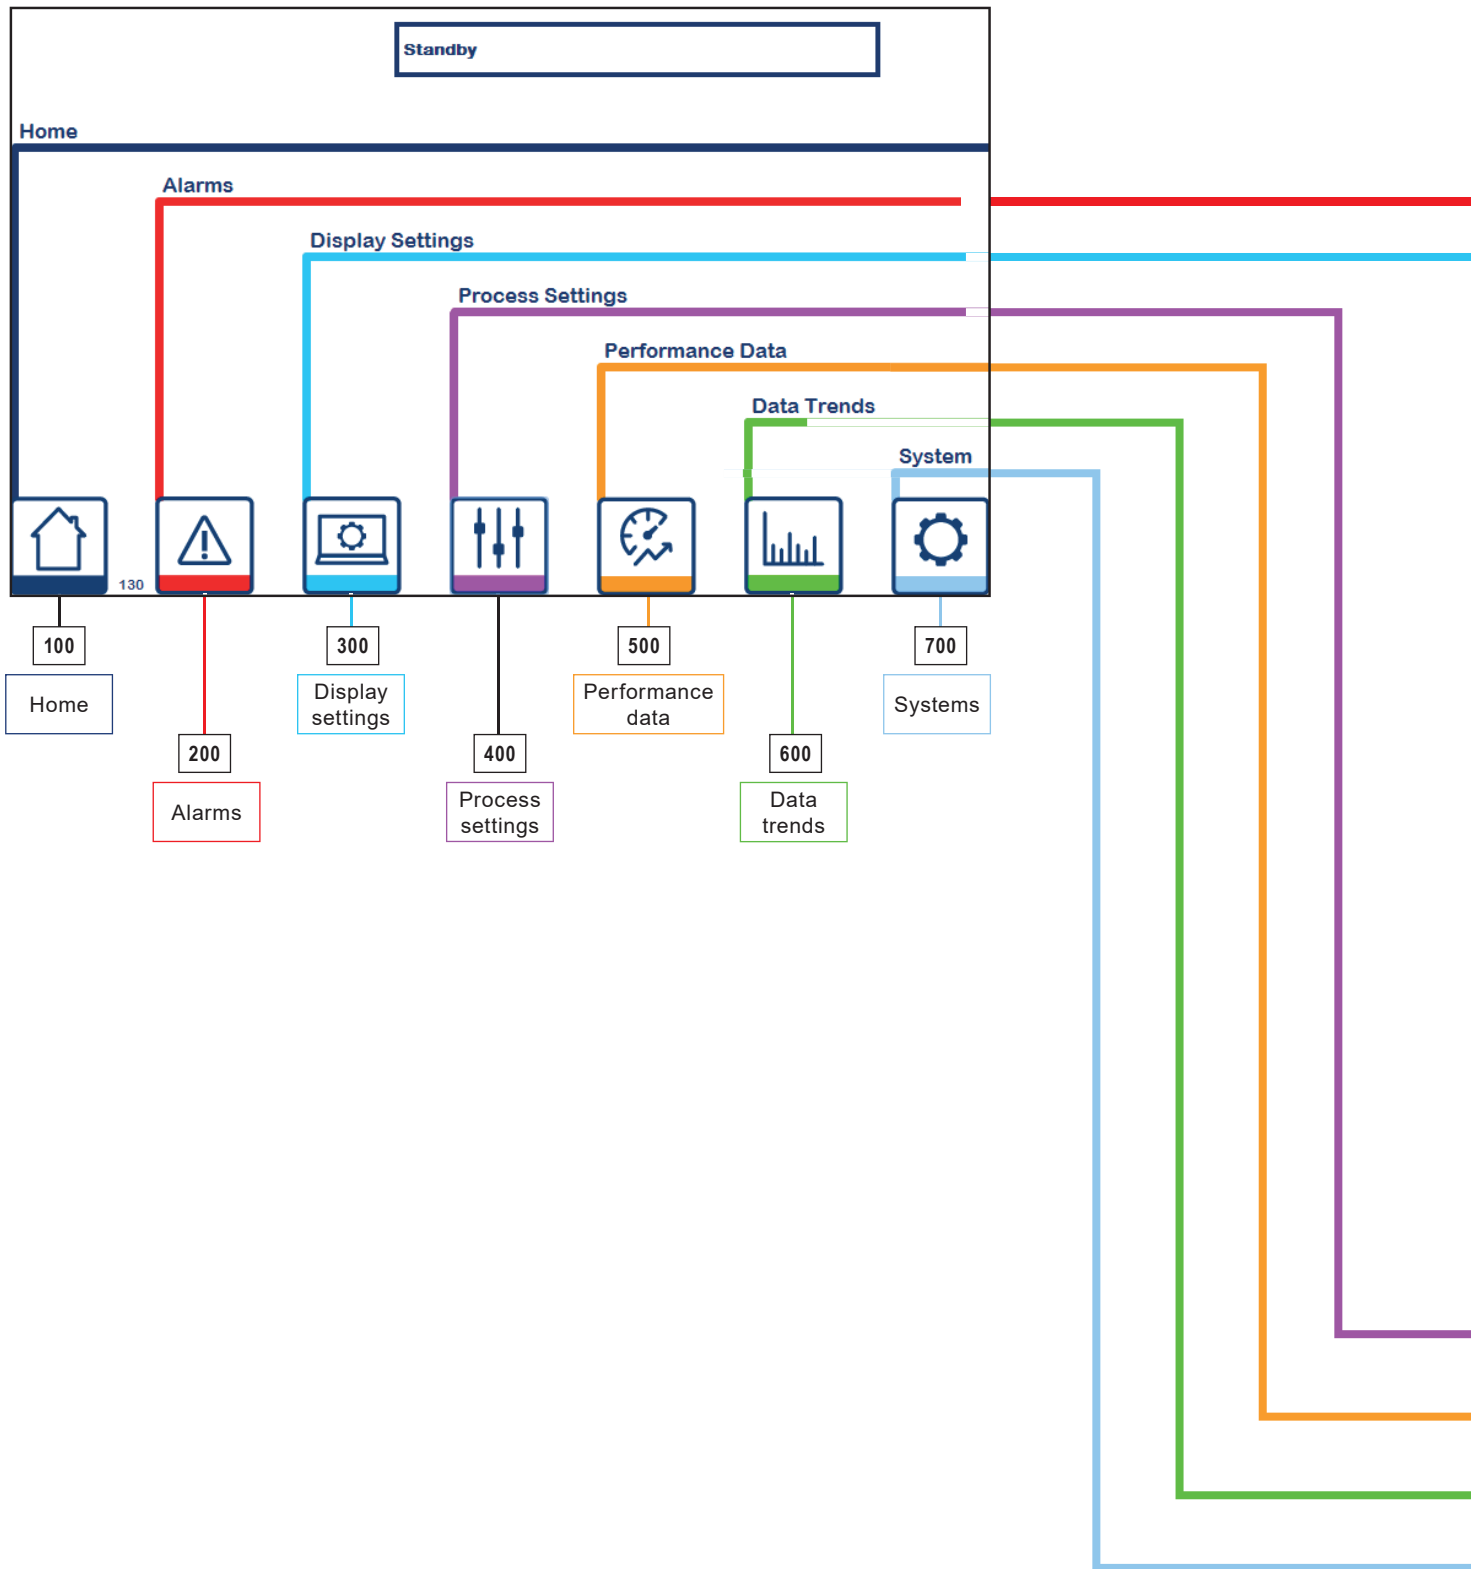 Standby
Home
Alarms
Display Settings
Process Settings
Performance Data
Data Trends
System
130
100
300
500
700
Home
Display
settings
Performance
data
Systems
200
400
600
Alarms
Process
settings
Data
trends